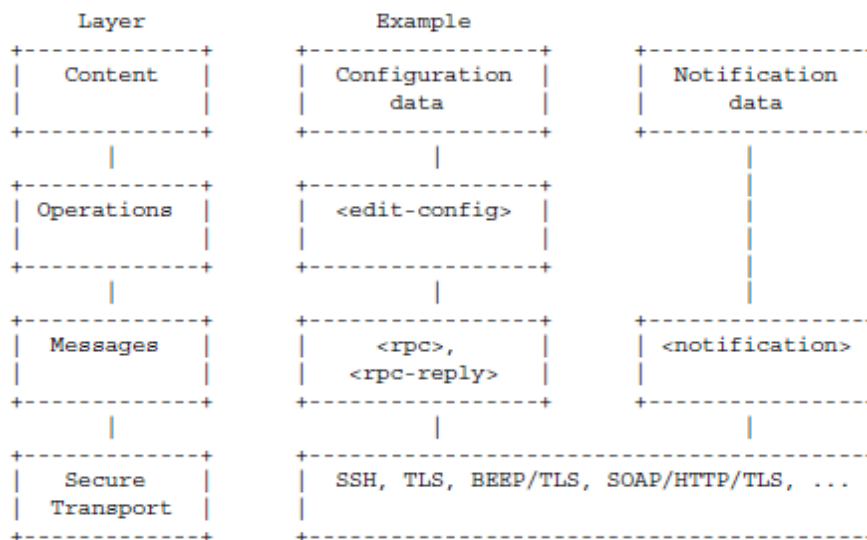 Layer Example
Content Configuration Notification
data data
Operations <edit-config>
Messages <rpc>, <notification>
<rpc-reply>
Secure SSH, TLS, BEEP/TLS, SOAP/HTTP/TLS, ...
Transport